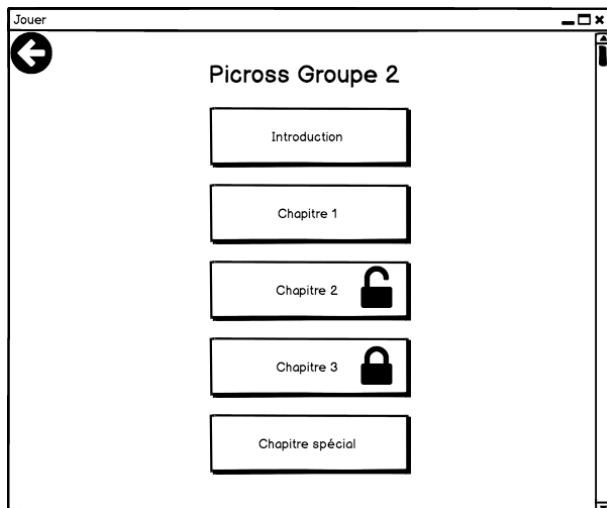 Jouer
Picross Groupe 2
Introduction
Chapitre 1
Chapitre 2
Chapitre 3
Chapitre spécial